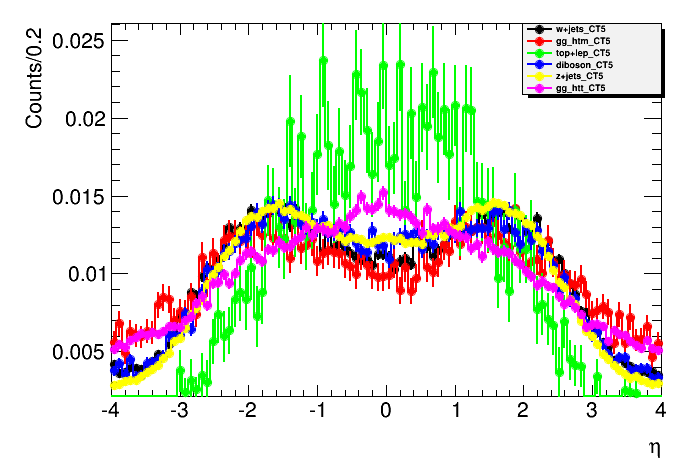 Counts/0.2
0.025
0.02
0.015
0.01
0.005
w+jets_CT5
gg_htm_CT5
top+lep_CT5
diboson_CT5
z+jets_CT5
gg_htt_CT5
-4 -3 -2 -1 0 1 2 3 4
η